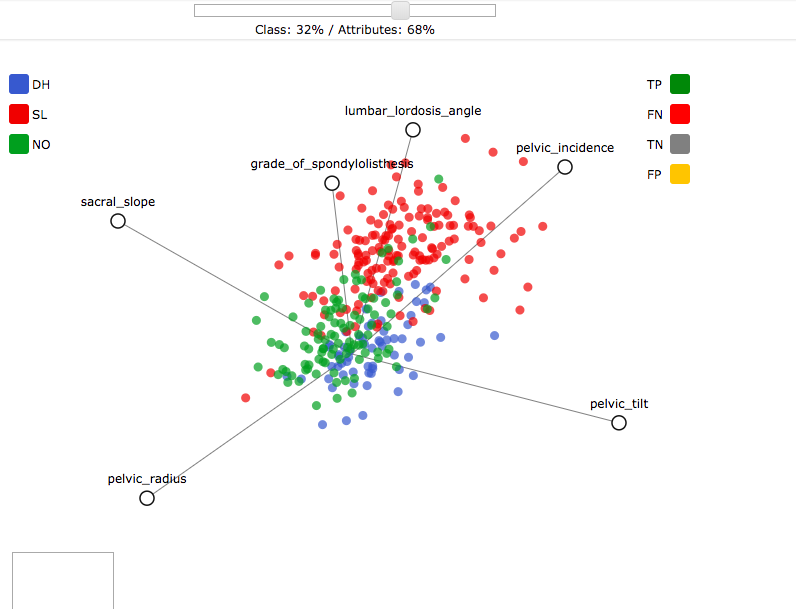 Class: 32% / Attributes: 68%
DH
SL
NO
TP
FN
TN
FP
lumbar_lordosis_angle
pelvic_incidence
grade_of_spondylolisthesis
sacral_slope
pelvic_tilt
pelvic_radius